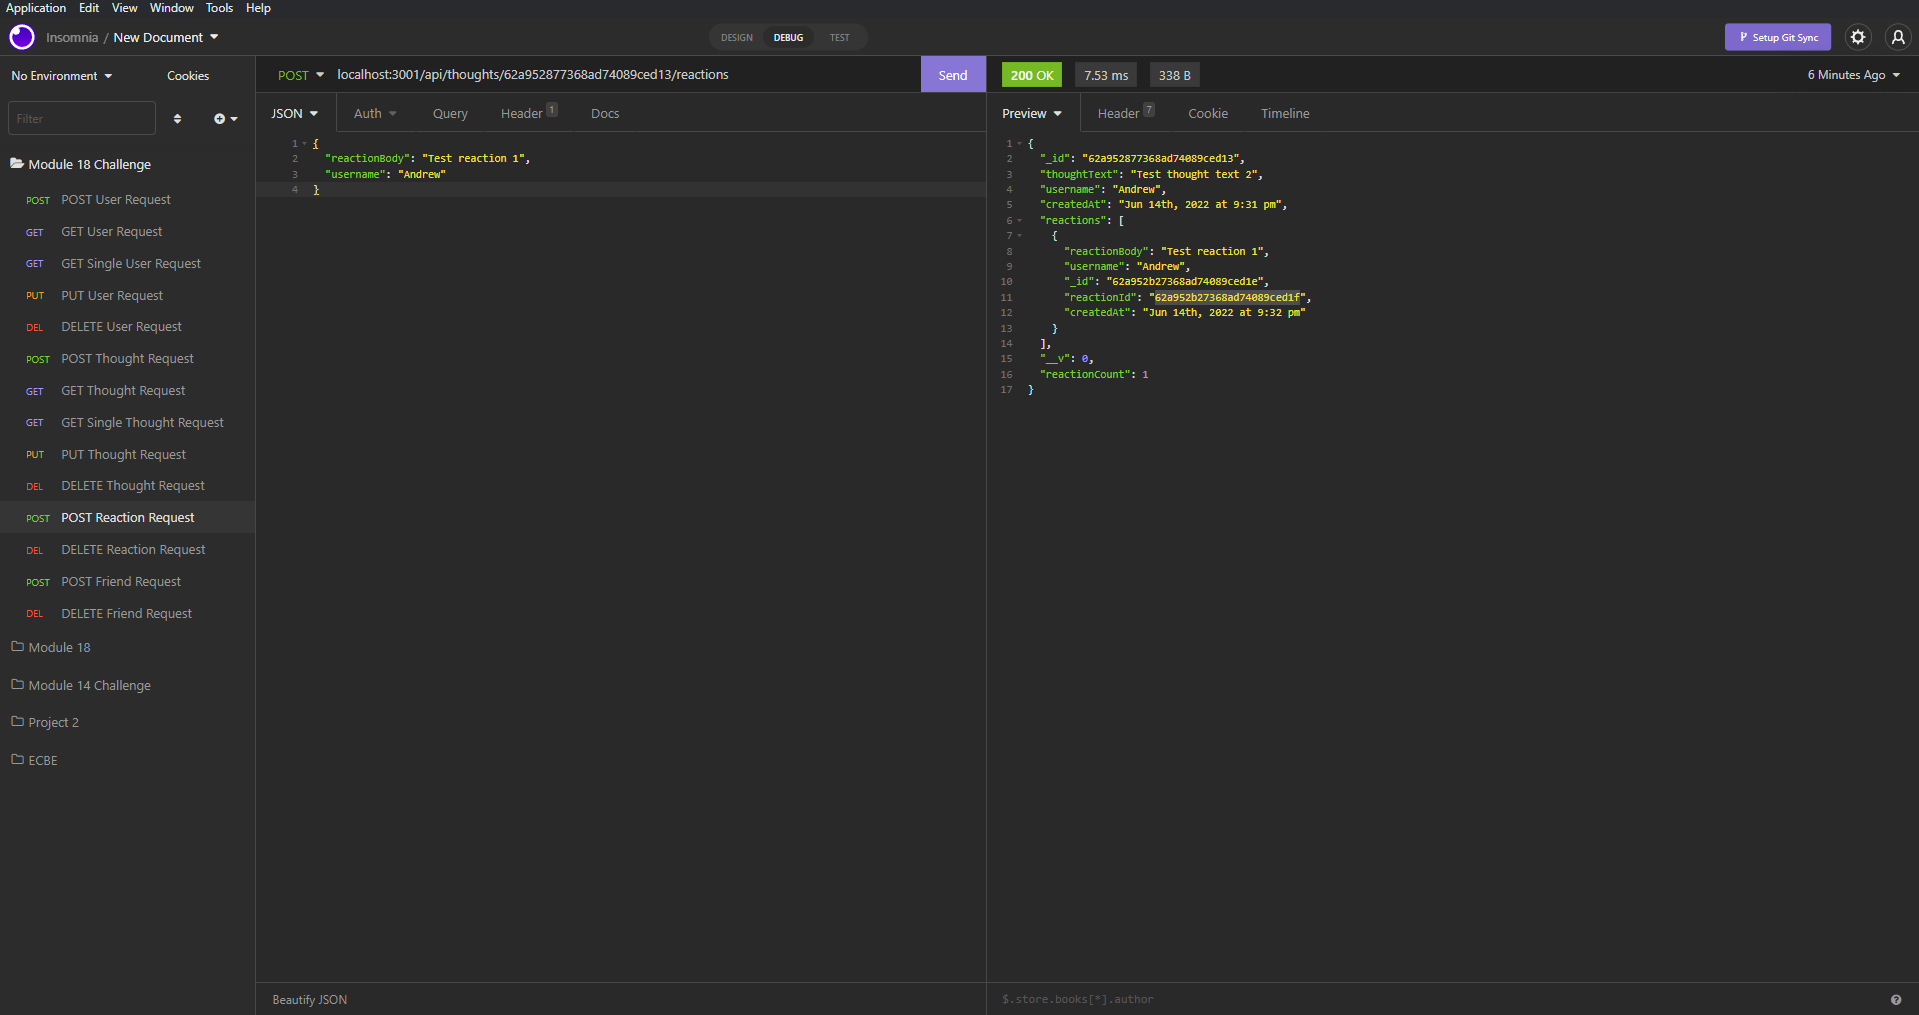 Application Edit View Window Tools Help
Insomnia / New Document
DESIGN DEBUG TEST
Setup Git Sync
No Environment
Cookies
Filter
Module 18 Challenge
POST POST User Request
GET GET User Request
GET GET Single User Request
PUT PUT User Request
DEL DELETE User Request
POST POST Thought Request
GET GET Thought Request
GET GET Single Thought Request
PUT PUT Thought Request
DEL DELETE Thought Request
POST POST Reaction Request
DEL DELETE Reaction Request
POST POST Friend Request
DEL DELETE Friend Request
Module 18
Module 14 Challenge
Project 2
ECBE
POST localhost:3001/api/thoughts/62a952877368ad74089ced13/reactions
Send
JSON Auth Query Header 1 Docs
1 {
2 "reactionBody": "Test reaction 1",
3 "username": "Andrew"
4 }
Beautify JSON
200 OK 7.53 ms 338 B
6 Minutes Ago
Preview Header 7 Cookie Timeline
1 {
2 "_id": "62a952877368ad74089ced13",
3 "thoughtText": "Test thought text 2",
4 "username": "Andrew",
5 "createdAt": "Jun 14th, 2022 at 9:31 pm",
6 "reactions": [
7 {
8 "reactionBody": "Test reaction 1",
9 "username": "Andrew",
10 "_id": "62a952b27368ad74089ced1e",
11 "reactionId": "62a952b27368ad74089ced1f",
12 "createdAt": "Jun 14th, 2022 at 9:32 pm"
13 }
14 ],
15 "__v": 0,
16 "reactionCount": 1
17 }
$.store.books[*].author